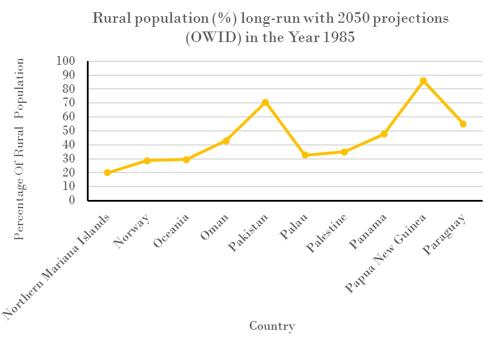 Rural population (%) long-run with 2050 projections
(OWID) in the Year 1985
Percentage Of Rural Population
100
90
80
70
60
50
40
30
20
10
0
Northern Mariana Islands
Norway
Oceania
Oman
Pakistan
Palau
Palestine
Panama
Papua New Guinea
Paraguay
Country